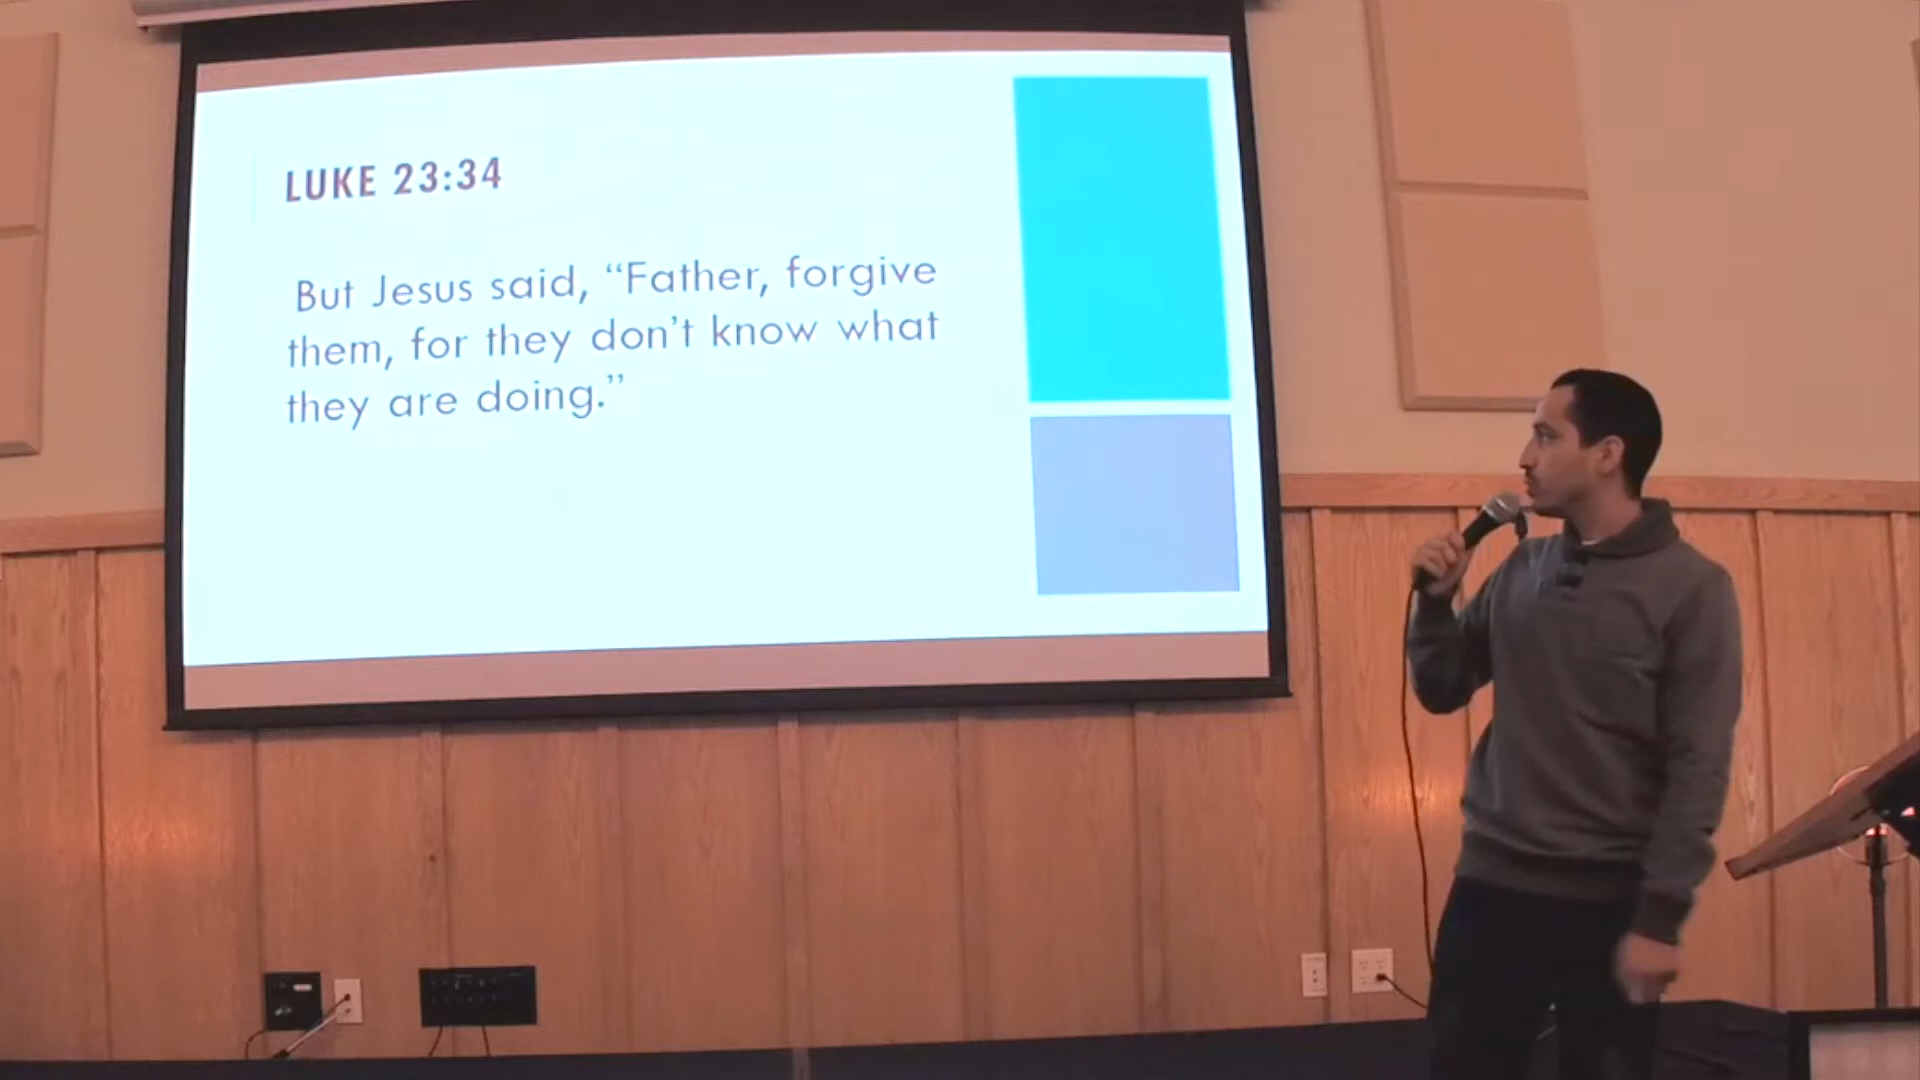 LUKE 23:34
But Jesus said, “Father, forgive
them, for they don’t know what
they are doing.”